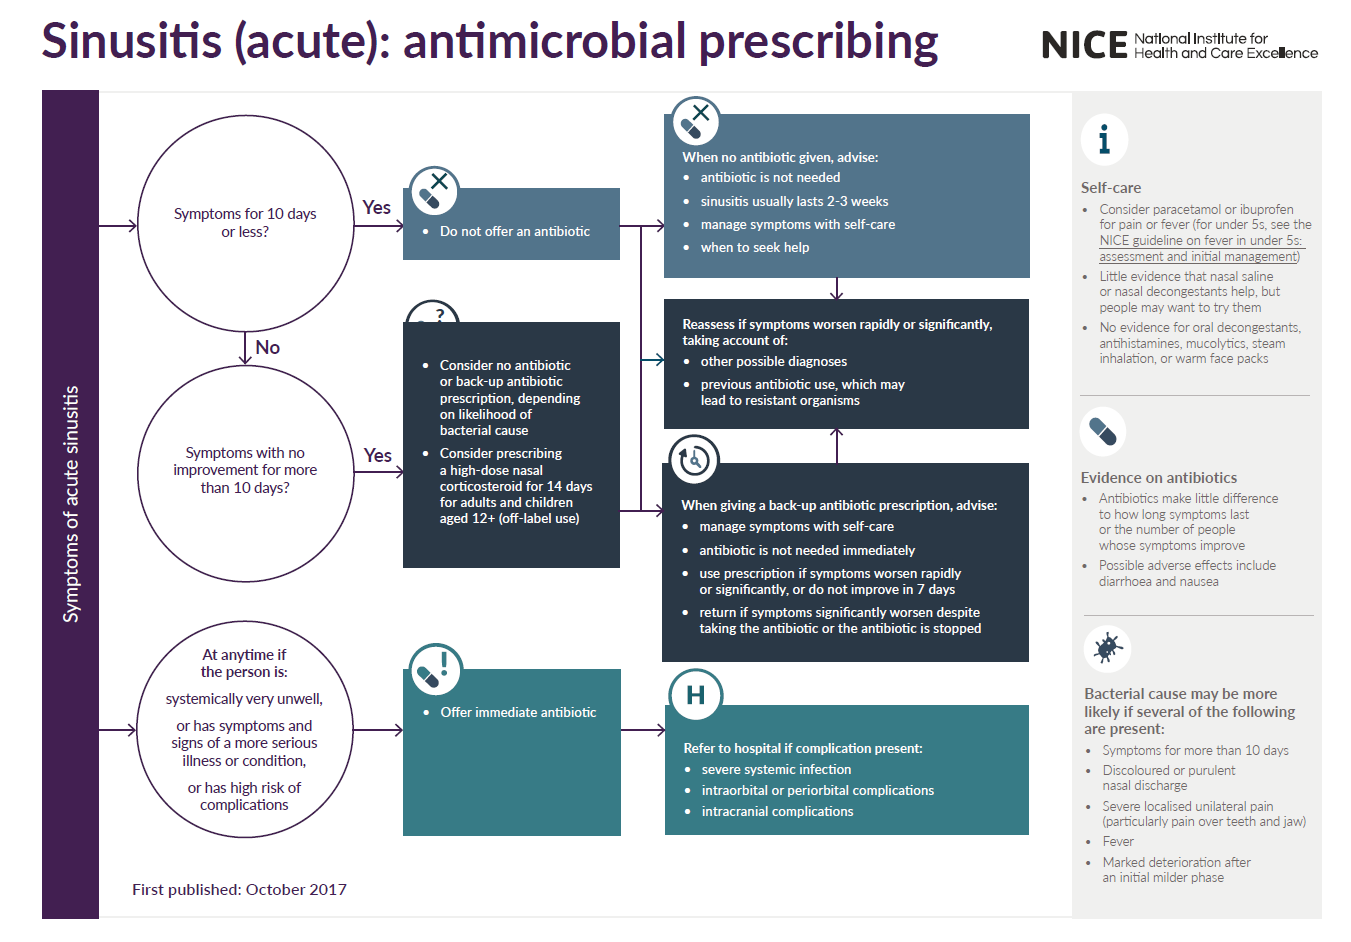 Sinusitis (acute): antimicrobial prescribing
NICE National Institute for
Health and Care Excellence
Symptoms of acute sinusitis
Symptoms for 10 days
or less?
Yes
• Do not offer an antibiotic
When no antibiotic given, advise:
• antibiotic is not needed
• sinusitis usually lasts 2-3 weeks
• manage symptoms with self-care
• when to seek help
No
Symptoms with no
improvement for more
than 10 days?
Yes
?
• Consider no antibiotic
or back-up antibiotic
prescription, depending
on likelihood of
bacterial cause
• Consider prescribing
a high-dose nasal
corticosteroid for 14 days
for adults and children
aged 12+ (off-label use)
Reassess if symptoms worsen rapidly or significantly,
taking account of:
• other possible diagnoses
• previous antibiotic use, which may
lead to resistant organisms
When giving a back-up antibiotic prescription, advise:
• manage symptoms with self-care
• antibiotic is not needed immediately
• use prescription if symptoms worsen rapidly
or significantly, or do not improve in 7 days
• return if symptoms significantly worsen despite
taking the antibiotic or the antibiotic is stopped
At anytime if
the person is:
systemically very unwell,
or has symptoms and
signs of a more serious
illness or condition,
or has high risk of
complications
!
• Offer immediate antibiotic
H
Refer to hospital if complication present:
• severe systemic infection
• intraorbital or periorbital complications
• intracranial complications
First published: October 2017
i
Self-care
• Consider paracetamol or ibuprofen
for pain or fever (for under 5s, see the
NICE guideline on fever in under 5s:
assessment and initial management)
• Little evidence that nasal saline
or nasal decongestants help, but
people may want to try them
• No evidence for oral decongestants,
antihistamines, mucolytics, steam
inhalation, or warm face packs
Evidence on antibiotics
• Antibiotics make little difference
to how long symptoms last
or the number of people
whose symptoms improve
• Possible adverse effects include
diarrhoea and nausea
Bacterial cause may be more
likely if several of the following
are present:
• Symptoms for more than 10 days
• Discoloured or purulent
nasal discharge
• Severe localised unilateral pain
(particularly pain over teeth and jaw)
• Fever
• Marked deterioration after
an initial milder phase